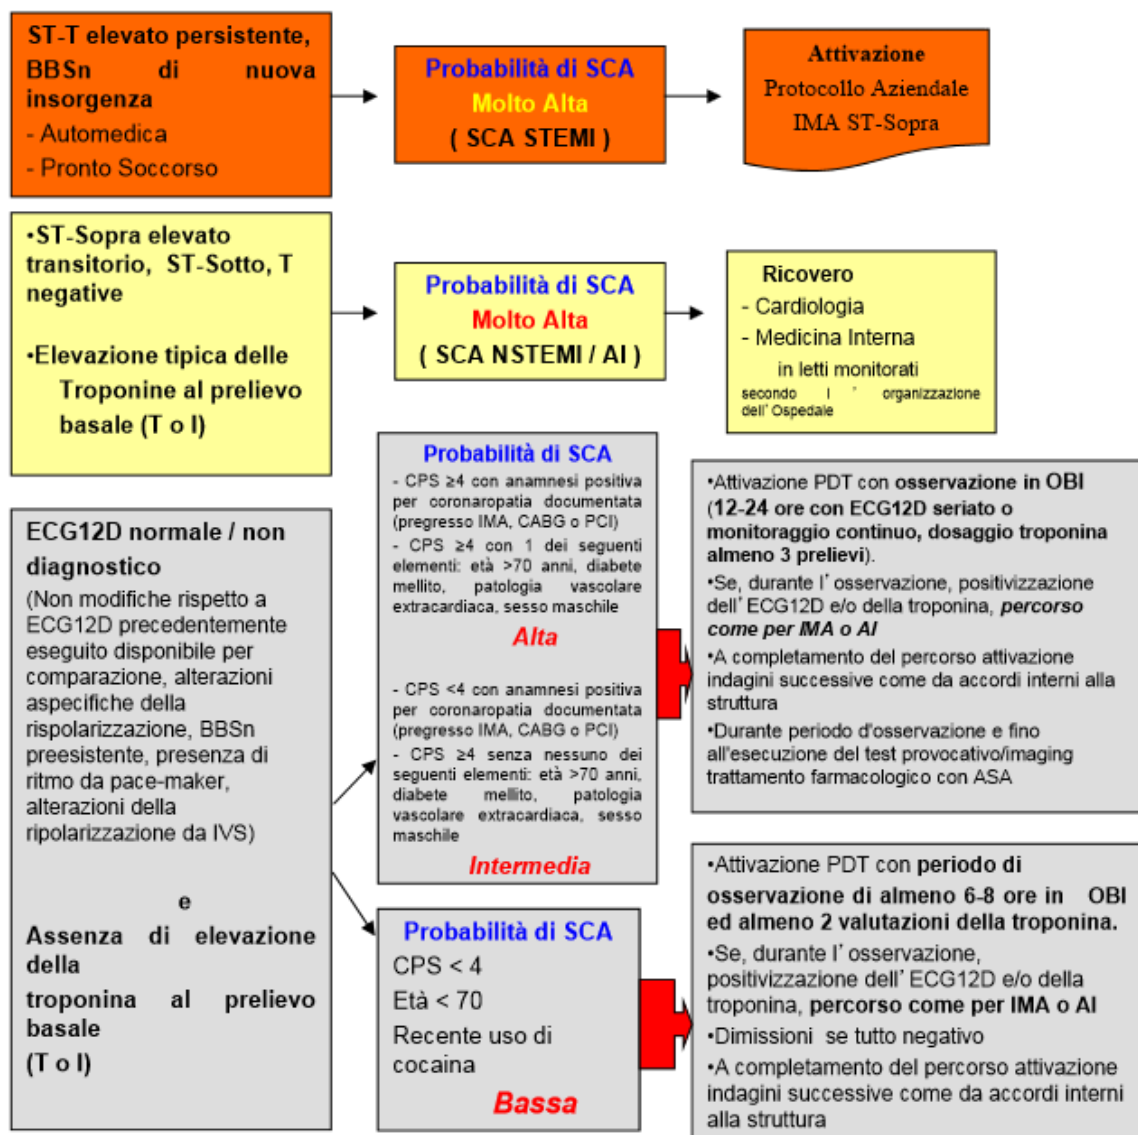 ST-T elevato persistente,
BBSn di nuova
insorgenza
- Automedica
- Pronto Soccorso
Probabilità di SCA
Molto Alta
( SCA STEMI )
Attivazione
Protocollo Aziendale
IMA ST-Sopra
•ST-Sopra elevato
transitorio, ST-Sotto, T
negative
•Elevazione tipica delle
Troponine al prelievo
basale (T o I)
Probabilità di SCA
Molto Alta
( SCA NSTEMI / AI )
Ricovero
- Cardiologia
- Medicina Interna
in letti monitorati
secondo l ' organizzazione
dell' Ospedale
ECG12D normale / non
diagnostico
(Non modifiche rispetto a
ECG12D precedentemente
eseguito disponibile per
comparazione, alterazioni
aspecifiche della
rispolarizzazione, BBSn
preesistente, presenza di
ritmo da pace-maker,
alterazioni della
ripolarizzazione da IVS)
e
Assenza di elevazione
della
troponina al prelievo
basale
(T o I)
Probabilità di SCA
- CPS ≥4 con anamnesi positiva
per coronaropatia documentata
(pregresso IMA, CABG o PCI)
- CPS ≥4 con 1 dei seguenti
elementi: età >70 anni, diabete
mellito, patologia vascolare
extracardiaca, sesso maschile
Alta
- CPS <4 con anamnesi positiva
per coronaropatia documentata
(pregresso IMA, CABG o PCI)
- CPS ≥4 senza nessuno dei
seguenti elementi: età >70 anni,
diabete mellito, patologia
vascolare extracardiaca, sesso
maschile
Intermedia
•Attivazione PDT con osservazione in OBI
(12-24 ore con ECG12D seriato o
monitoraggio continuo, dosaggio troponina
almeno 3 prelievi).
•Se, durante l' osservazione, positivizzazione
dell' ECG12D e/o della troponina, percorso
come per IMA o AI
•A completamento del percorso attivazione
indagini successive come da accordi interni alla
struttura
•Durante periodo d'osservazione e fino
all'esecuzione del test provocativo/imaging
trattamento farmacologico con ASA
Probabilità di SCA
CPS < 4
Età < 70
Recente uso di
cocaina
Bassa
•Attivazione PDT con periodo di
osservazione di almeno 6-8 ore in OBI
ed almeno 2 valutazioni della troponina.
•Se, durante l' osservazione,
positivizzazione dell' ECG12D e/o della
troponina, percorso come per IMA o AI
•Dimissioni se tutto negativo
•A completamento del percorso attivazione
indagini successive come da accordi interni
alla struttura